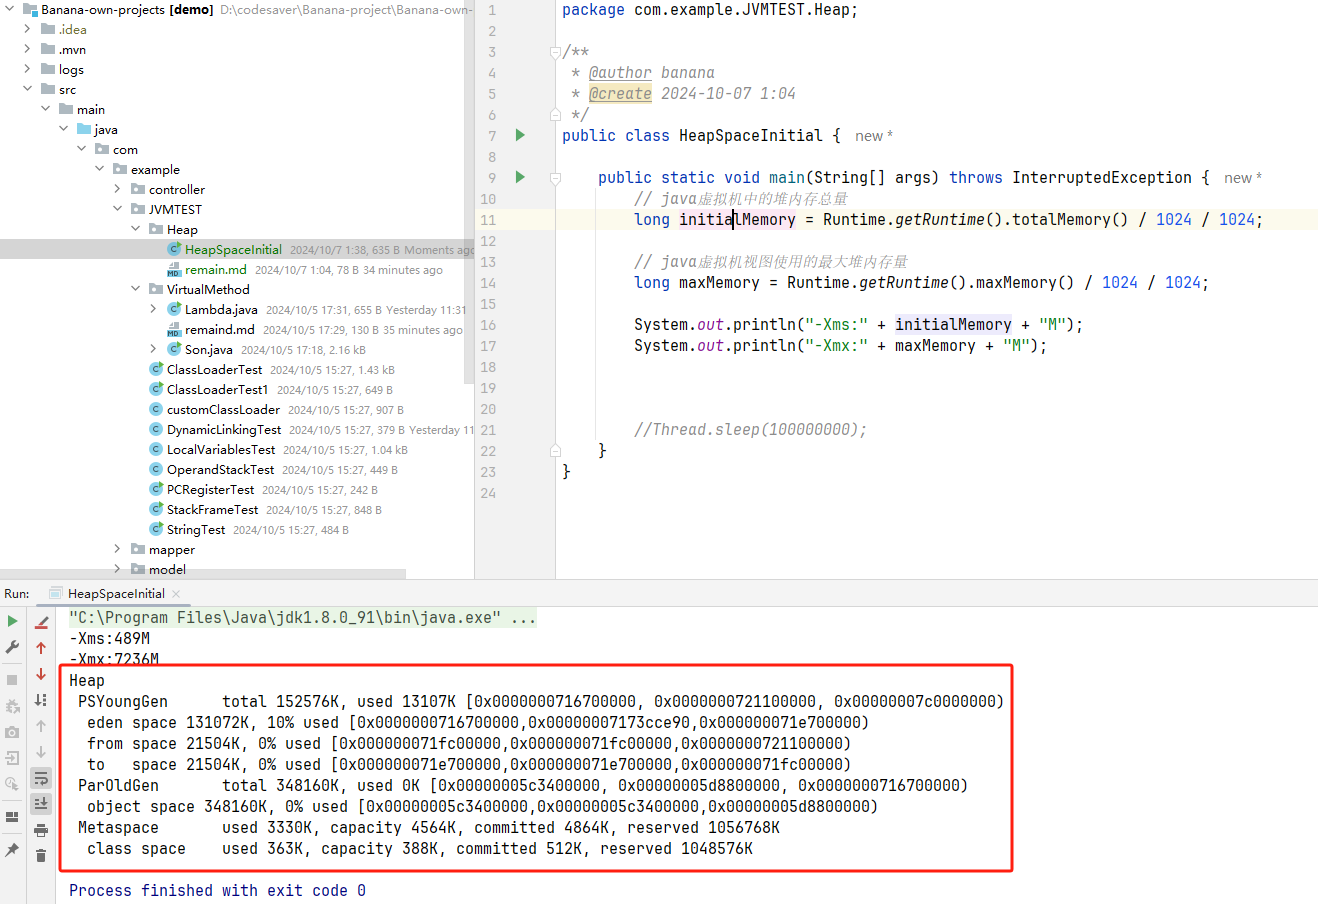 Banana-own-projects [demo] D:\codesaver\Banana-project\Banana-own-
.idea
.mvn
logs
src
main
java
com
example
controller
JVMTEST
Heap
HeapSpaceInitial 2024/10/7 1:38, 635 B Moments ago
remain.md 2024/10/7 1:04, 78 B 34 minutes ago
VirtualMethod
Lambda.java 2024/10/5 17:31, 655 B Yesterday 11:31
remaind.md 2024/10/5 17:29, 130 B 35 minutes ago
Son.java 2024/10/5 17:18, 2.16 kB
ClassLoaderTest 2024/10/5 15:27, 1.43 kB
ClassLoaderTest1 2024/10/5 15:27, 649 B
customClassLoader 2024/10/5 15:27, 907 B
DynamicLinkingTest 2024/10/5 15:27, 379 B Yesterday 11
LocalVariablesTest 2024/10/5 15:27, 1.04 kB
OperandStackTest 2024/10/5 15:27, 449 B
PCRegisterTest 2024/10/5 15:27, 242 B
StackFrameTest 2024/10/5 15:27, 848 B
StringTest 2024/10/5 15:27, 484 B
mapper
model
1 package com.example.JVMTEST.Heap;
2
3 /**
4 * @author banana
5 * @create 2024-10-07 1:04
6 */
7 public class HeapSpaceInitial { new *
8
9 public static void main(String[] args) throws InterruptedException { new *
10 // java虚拟机中的堆内存总量
11 long initialMemory = Runtime.getRuntime().totalMemory() / 1024 / 1024;
12
13 // java虚拟机视图使用的最大堆内存量
14 long maxMemory = Runtime.getRuntime().maxMemory() / 1024 / 1024;
15
16 System.out.println("-Xms:" + initialMemory + "M");
17 System.out.println("-Xmx:" + maxMemory + "M");
18
19
20
21 //Thread.sleep(100000000);
22 }
23 }
24
Run: HeapSpaceInitial
"C:\Program Files\Java\jdk1.8.0_91\bin\java.exe" ...
-Xms:489M
-Xmx:7236M
Heap
PSYoungGen total 152576K, used 13107K [0x0000000716700000, 0x0000000721100000, 0x00000007c0000000)
eden space 131072K, 10% used [0x0000000716700000,0x00000007173cce90,0x000000071e700000)
from space 21504K, 0% used [0x000000071fc00000,0x000000071fc00000,0x0000000721100000)
to space 21504K, 0% used [0x000000071e700000,0x000000071e700000,0x000000071fc00000)
ParOldGen total 348160K, used 0K [0x00000005c3400000, 0x00000005d8800000, 0x0000000716700000)
object space 348160K, 0% used [0x00000005c3400000,0x00000005c3400000,0x00000005d8800000)
Metaspace used 3330K, capacity 4564K, committed 4864K, reserved 1056768K
class space used 363K, capacity 388K, committed 512K, reserved 1048576K
Process finished with exit code 0